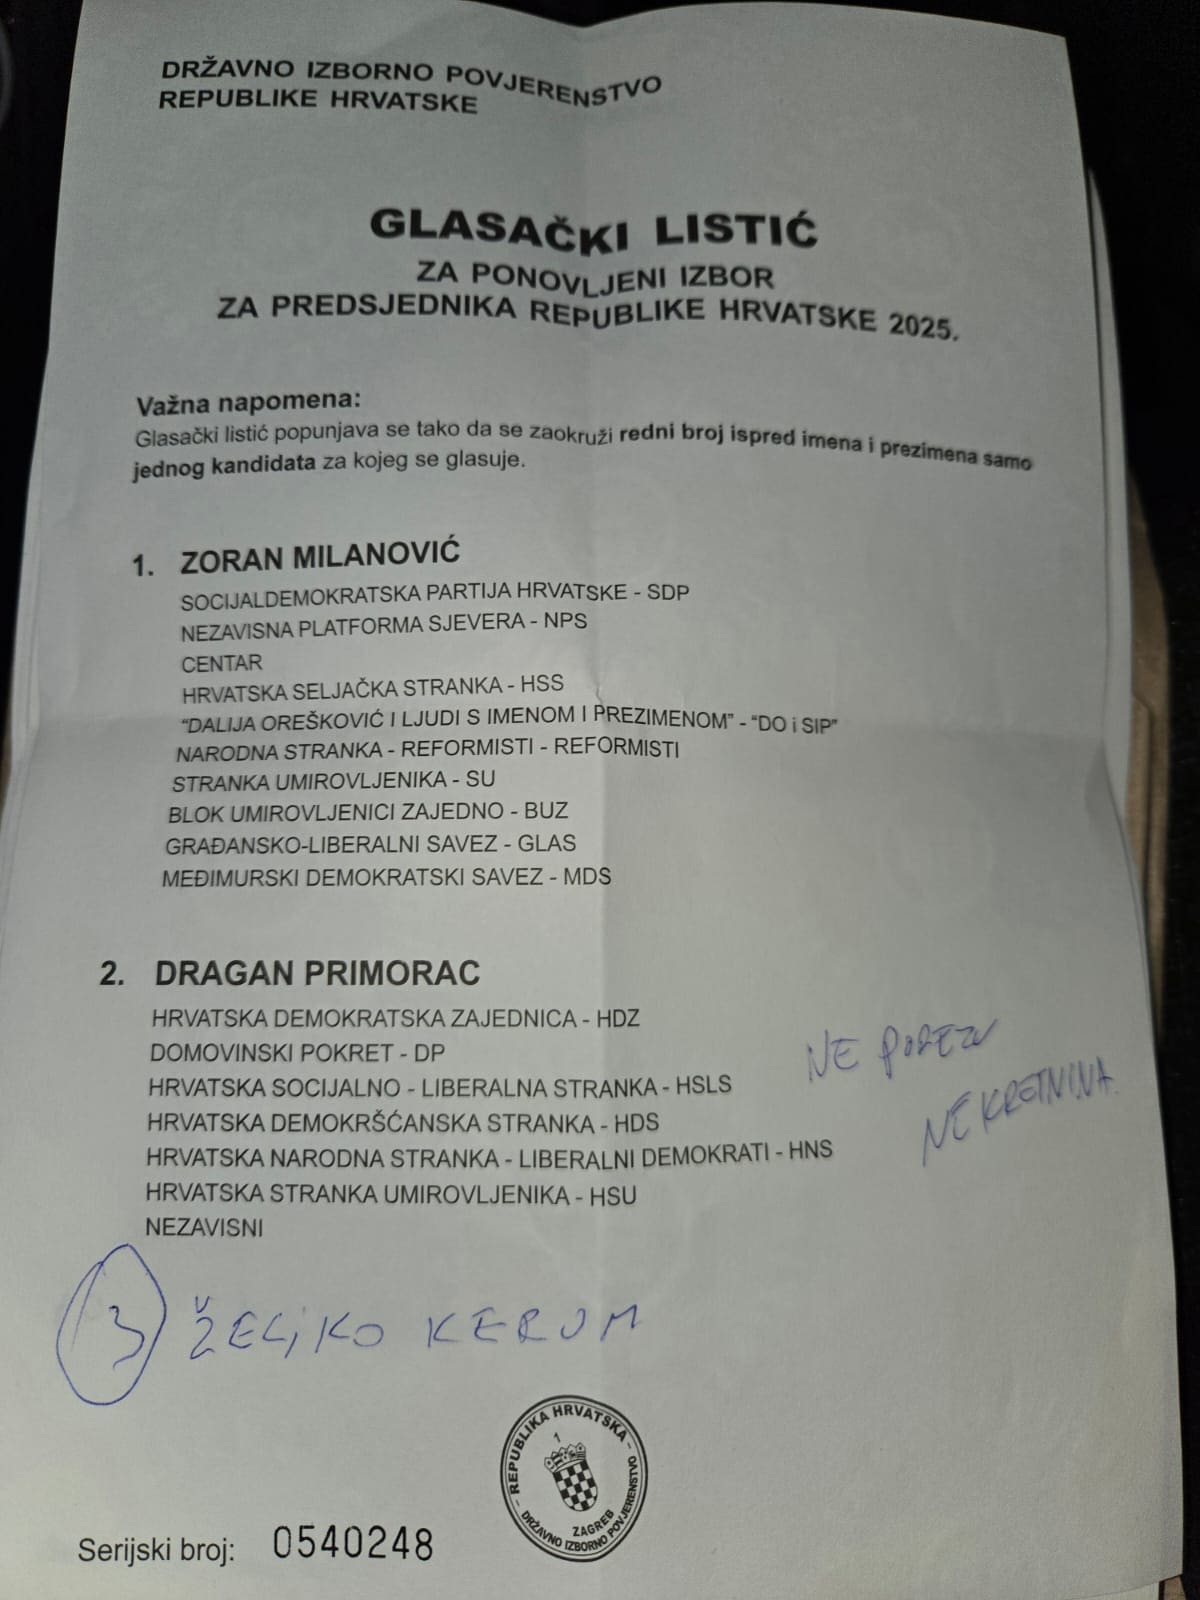 DRŽAVNO IZBORNO POVJERENSTVO
REPUBLIKE HRVATSKE
GLASAČKI LISTIĆ
ZA PONOVLJENI IZBOR
ZA PREDSJEDNIKA REPUBLIKE HRVATSKE 2025.
Važna napomena:
Glasački listić popunjava se tako da se zaokruži redni broj ispred imena i prezimena samo
jednog kandidata za kojeg se glasuje.
1. ZORAN MILANOVIĆ
SOCIJALDEMOKRATSKA PARTIJA HRVATSKE - SDP
NEZAVISNA PLATFORMA SJEVERA - NPS
CENTAR
HRVATSKA SELJAČKA STRANKA - HSS
"DALIJA OREŠKOVIĆ I LJUDI S IMENOM I PREZIMENOM" - "DO i SIP"
NARODNA STRANKA - REFORMISTI - REFORMISTI
STRANKA UMIROVLJENIKA - SU
BLOK UMIROVLJENICI ZAJEDNO - BUZ
GRAĐANSKO-LIBERALNI SAVEZ - GLAS
MEĐIMURSKI DEMOKRATSKI SAVEZ - MDS
2. DRAGAN PRIMORAC
HRVATSKA DEMOKRATSKA ZAJEDNICA - HDZ
DOMOVINSKI POKRET - DP
HRVATSKA SOCIJALNO - LIBERALNA STRANKA - HSLS
HRVATSKA DEMOKRŠĆANSKA STRANKA - HDS
HRVATSKA NARODNA STRANKA - LIBERALNI DEMOKRATI - HNS
HRVATSKA STRANKA UMIROVLJENIKA - HSU
NEZAVISNI
NE POREZU
NEKRETNINA
3 ŽELJKO KERUM
REPUBLIKA HRVATSKA
1
ZAGREB
DRŽAVNO IZBORNO POVJERENSTVO
Serijski broj: 0540248